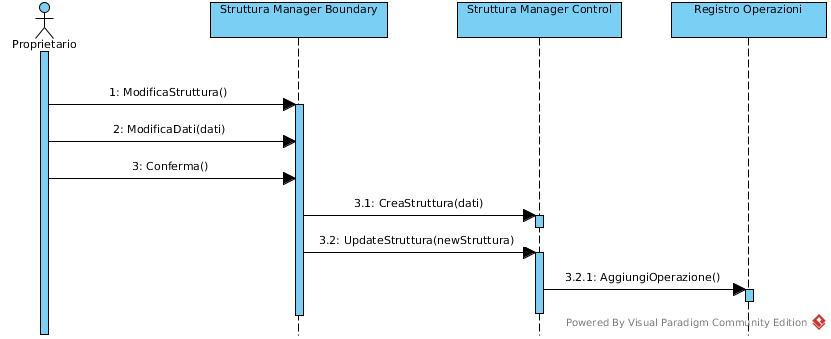 Struttura Manager Boundary
Struttura Manager Control
Registro Operazioni
Proprietario
1: ModificaStruttura()
2: ModificaDati(dati)
3: Conferma()
3.1: CreaStruttura(dati)
3.2: UpdateStruttura(newStruttura)
3.2.1: AggiungiOperazione()
Powered By Visual Paradigm Community Edition